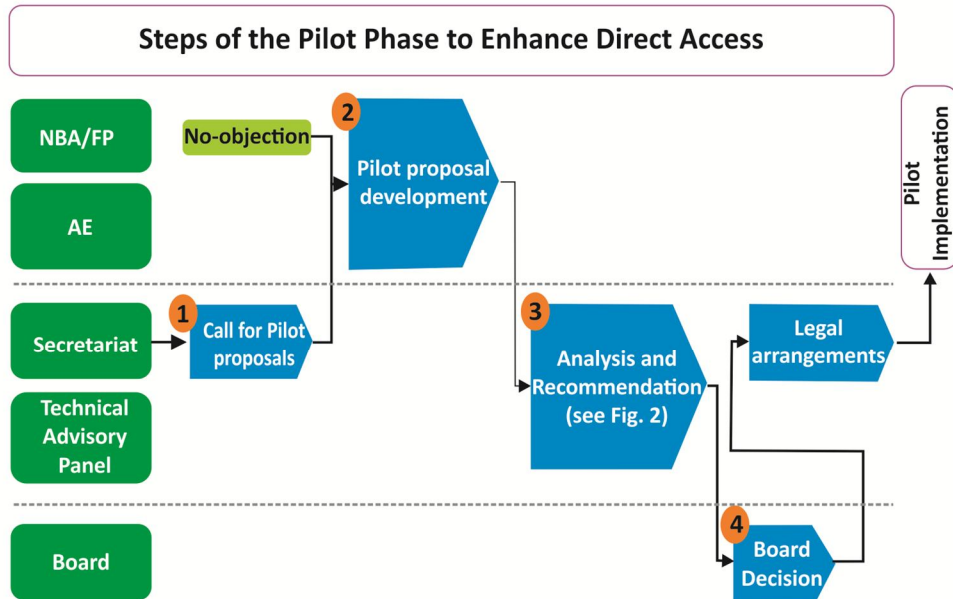 Steps of the Pilot Phase to Enhance Direct Access
NBA/FP
No-objection
2
Pilot proposal
development
Pilot
Implementation
AE
Secretariat
1
Call for Pilot
proposals
3
Analysis and
Recommendation
(see Fig. 2)
Legal
arrangements
Technical
Advisory
Panel
Board
4
Board
Decision